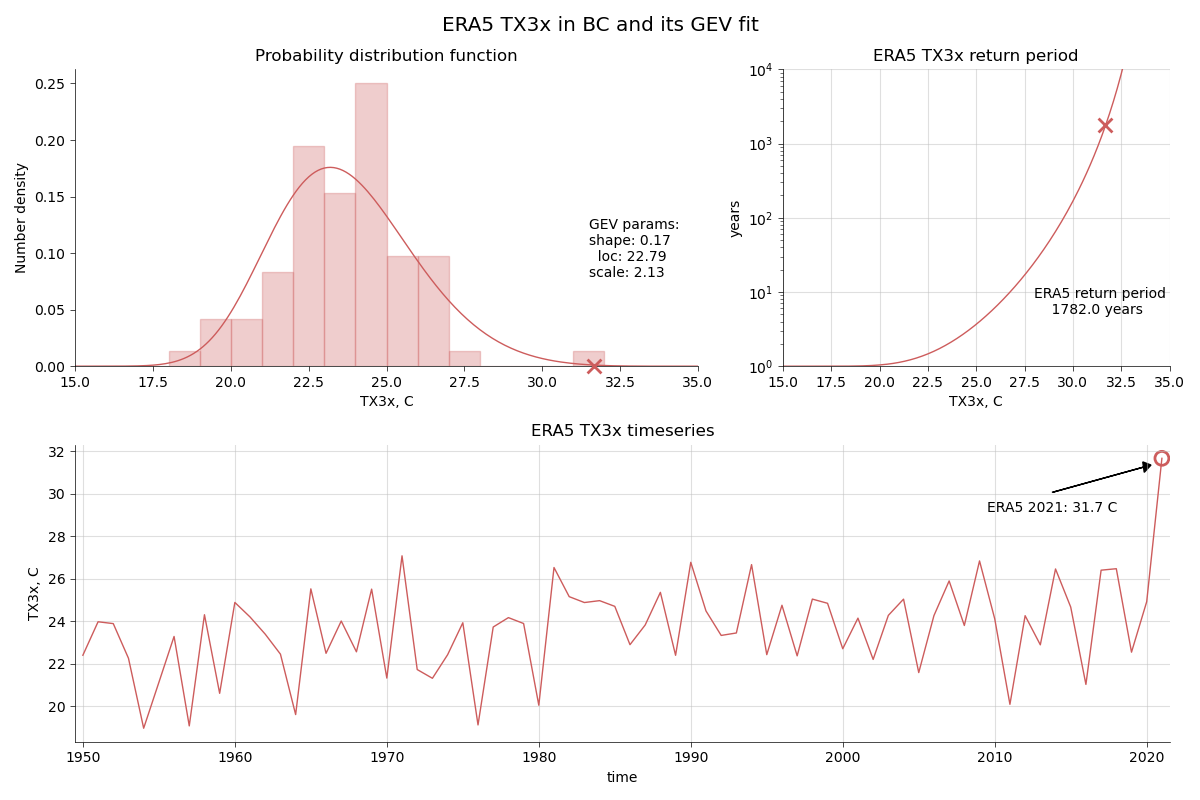 ERA5 TX3x in BC and its GEV fit
Probability distribution function
Number density
0.25
0.20
0.15
0.10
0.05
0.00
15.0 17.5 20.0 22.5 25.0 27.5 30.0 32.5 35.0
TX3x, C
GEV params:
shape: 0.17
loc: 22.79
scale: 2.13
ERA5 TX3x return period
years
10^4
10^3
10^2
10^1
10^0
ERA5 return period
1782.0 years
15.0 17.5 20.0 22.5 25.0 27.5 30.0 32.5 35.0
TX3x, C
ERA5 TX3x timeseries
TX3x, C
32
30
28
26
24
22
20
ERA5 2021: 31.7 C
1950 1960 1970 1980 1990 2000 2010 2020
time